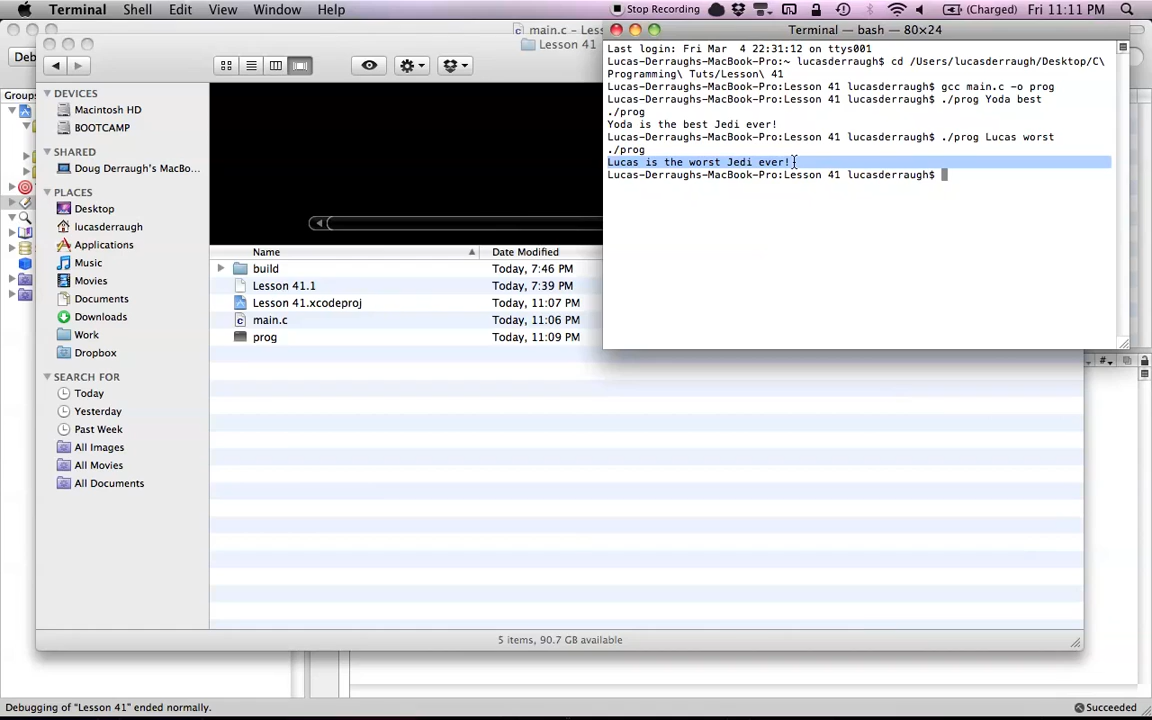 Terminal Shell Edit View Window Help Stop Recording (Charged) Fri 11:11 PM
main.c – Les
Lesson 41
Deb
Groups
DEVICES
Macintosh HD
BOOTCAMP
SHARED
Doug Derraugh's MacBo...
PLACES
Desktop
lucasderraugh
Applications
Music
Movies
Documents
Downloads
Work
Dropbox
SEARCH FOR
Today
Yesterday
Past Week
All Images
All Movies
All Documents
Name Date Modified
build Today, 7:46 PM
Lesson 41.1 Today, 7:39 PM
Lesson 41.xcodeproj Today, 11:07 PM
main.c Today, 11:06 PM
prog Today, 11:09 PM
5 items, 90.7 GB available
Terminal — bash — 80×24
Last login: Fri Mar  4 22:31:12 on ttys001
Lucas-Derraughs-MacBook-Pro:~ lucasderraugh$ cd /Users/lucasderraugh/Desktop/C\
Programming\ Tuts/Lesson\ 41
Lucas-Derraughs-MacBook-Pro:Lesson 41 lucasderraugh$ gcc main.c -o prog
Lucas-Derraughs-MacBook-Pro:Lesson 41 lucasderraugh$ ./prog Yoda best
./prog
Yoda is the best Jedi ever!
Lucas-Derraughs-MacBook-Pro:Lesson 41 lucasderraugh$ ./prog Lucas worst
./prog
Lucas is the worst Jedi ever!
Lucas-Derraughs-MacBook-Pro:Lesson 41 lucasderraugh$
#
Debugging of "Lesson 41" ended normally. Succeeded